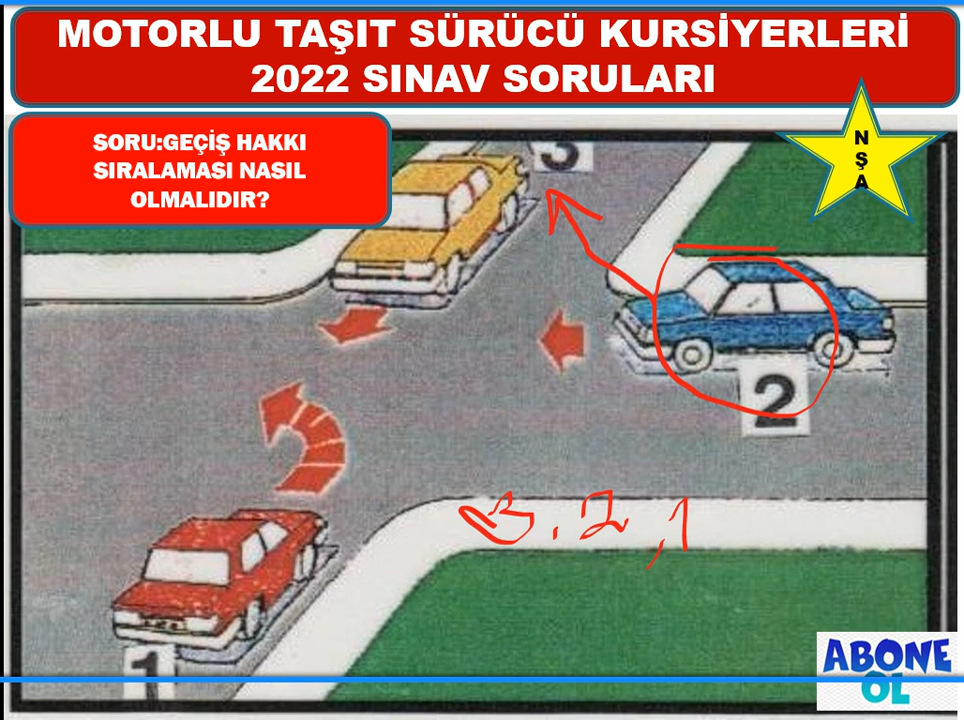 MOTORLU TAŞIT SÜRÜCÜ KURSİYERLERİ
2022 SINAV SORULARI
SORU:GEÇİŞ HAKKI
SIRALAMASI NASIL
OLMALIDIR?
N
Ş
A
3
2
3.2,1
1
ABONE
OL